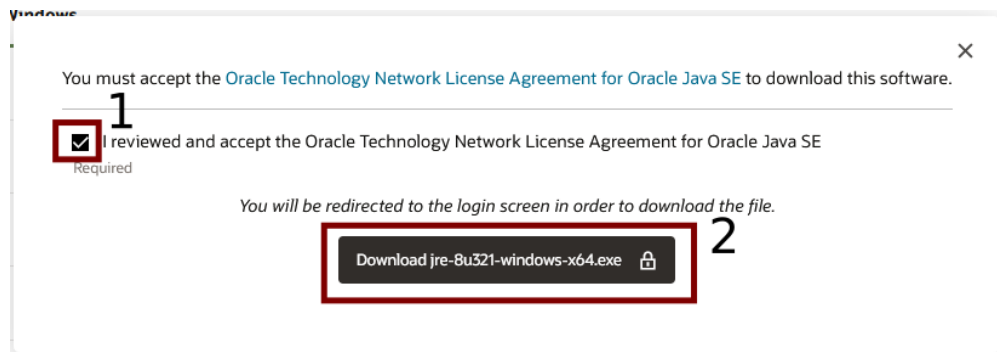 Windows
You must accept the Oracle Technology Network License Agreement for Oracle Java SE to download this software.
1
I reviewed and accept the Oracle Technology Network License Agreement for Oracle Java SE
Required
You will be redirected to the login screen in order to download the file.
2
Download jre-8u321-windows-x64.exe